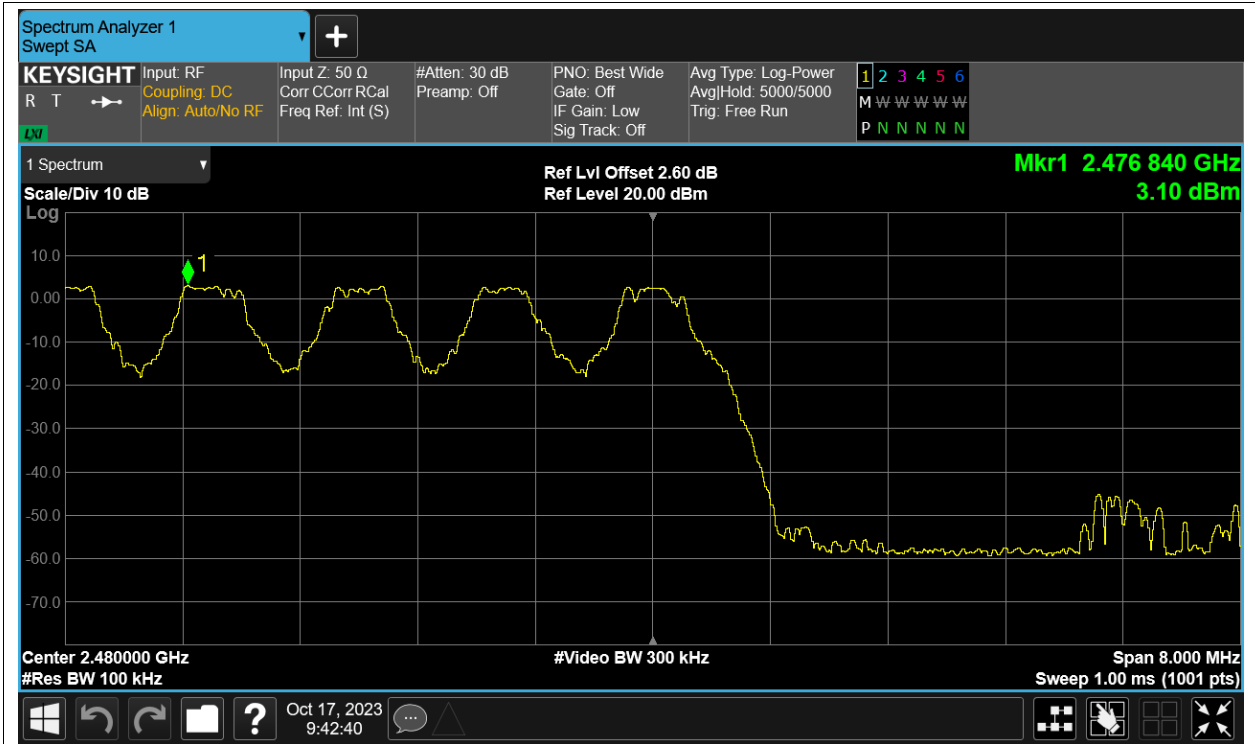 Spectrum Analyzer 1
Swept SA
KEYSIGHT
R T
LXI
Input: RF
Coupling: DC
Align: Auto/No RF
Input Z: 50 Ω
Corr CCorr RCal
Freq Ref: Int (S)
#Atten: 30 dB
Preamp: Off
PNO: Best Wide
Gate: Off
IF Gain: Low
Sig Track: Off
Avg Type: Log-Power
Avg|Hold: 5000/5000
Trig: Free Run
1 2 3 4 5 6
M W W W W W
P N N N N N
1 Spectrum
Scale/Div 10 dB
Log
Ref Lvl Offset 2.60 dB
Ref Level 20.00 dBm
Mkr1 2.476 840 GHz
3.10 dBm
1
10.0
0.00
-10.0
-20.0
-30.0
-40.0
-50.0
-60.0
-70.0
Center 2.480000 GHz
#Res BW 100 kHz
#Video BW 300 kHz
Span 8.000 MHz
Sweep 1.00 ms (1001 pts)
?
Oct 17, 2023
9:42:40